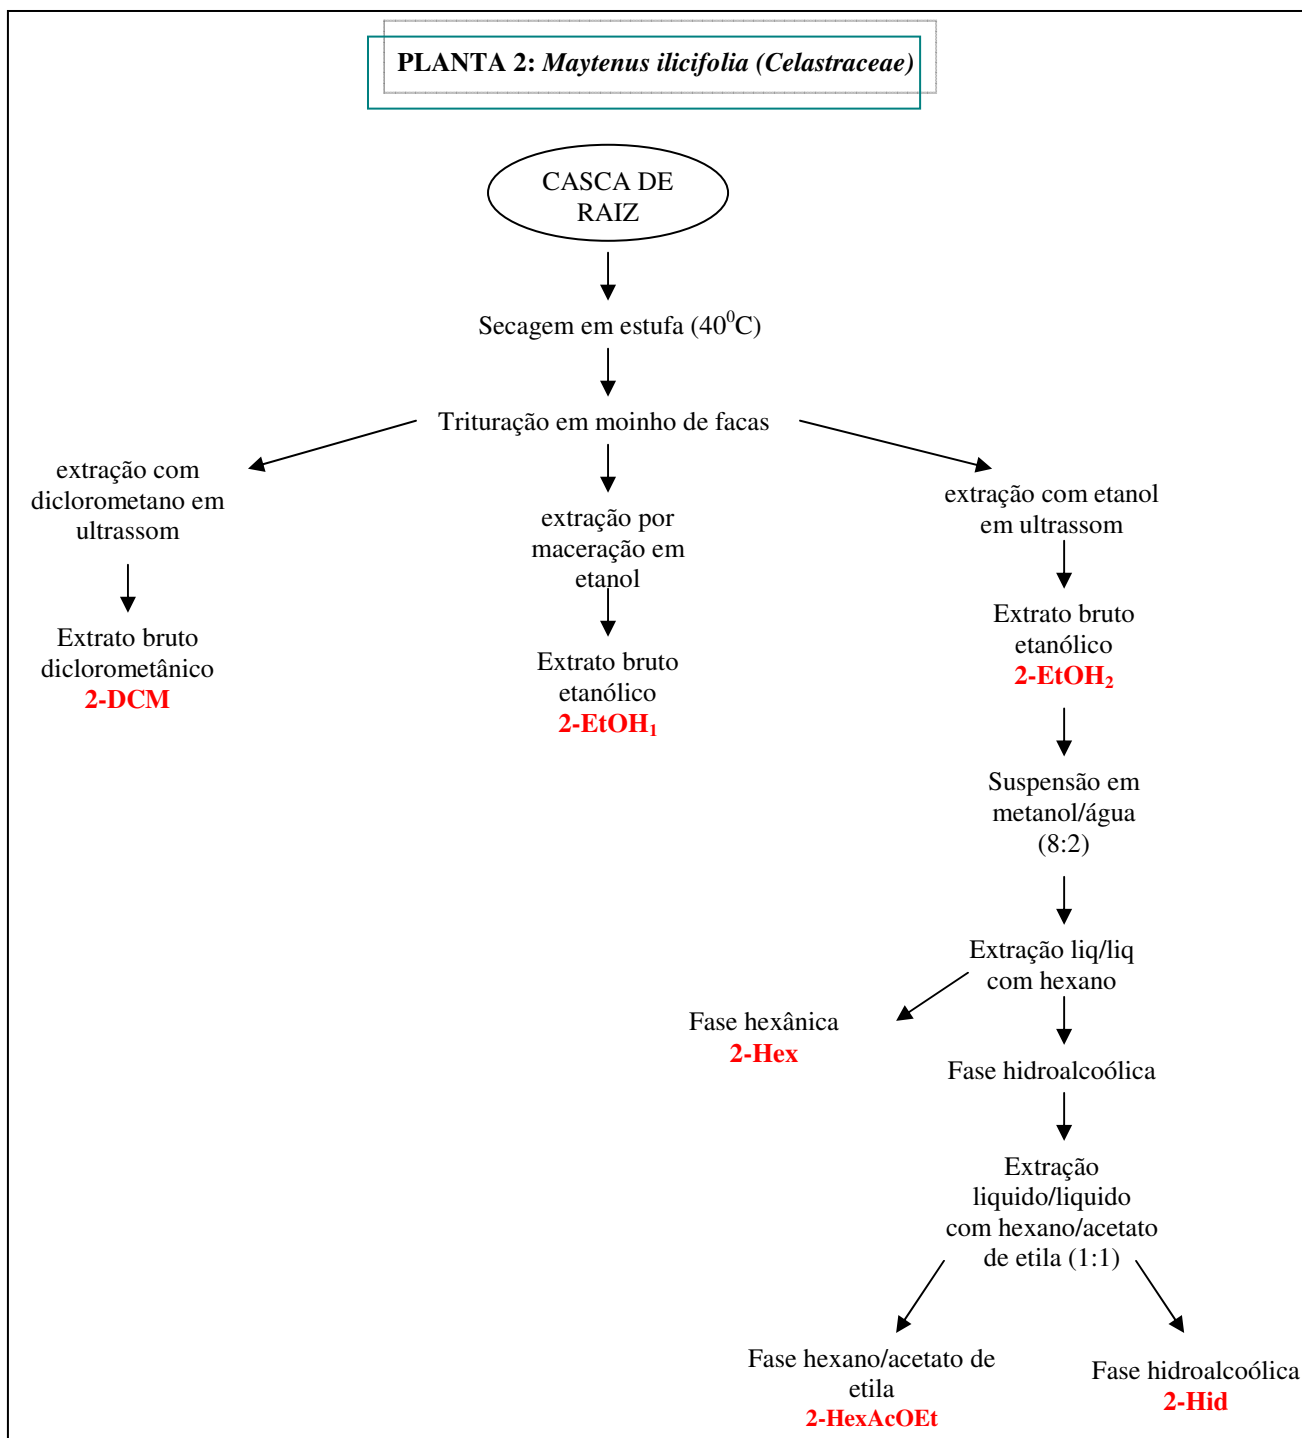 PLANTA 2: Maytenus ilicifolia (Celastraceae)
CASCA DE
RAIZ
Secagem em estufa (40⁰C)
Trituração em moinho de facas
extração com
diclorometano em
ultrassom
Extrato bruto
diclorometânico
2-DCM
extração por
maceração em
etanol
Extrato bruto
etanólico
2-EtOH₁
extração com etanol
em ultrassom
Extrato bruto
etanólico
2-EtOH₂
Suspensão em
metanol/água
(8:2)
Extração liq/liq
com hexano
Fase hexânica
2-Hex
Fase hidroalcoólica
Extração
liquido/liquido
com hexano/acetato
de etila (1:1)
Fase hexano/acetato de
etila
2-HexAcOEt
Fase hidroalcoólica
2-Hid